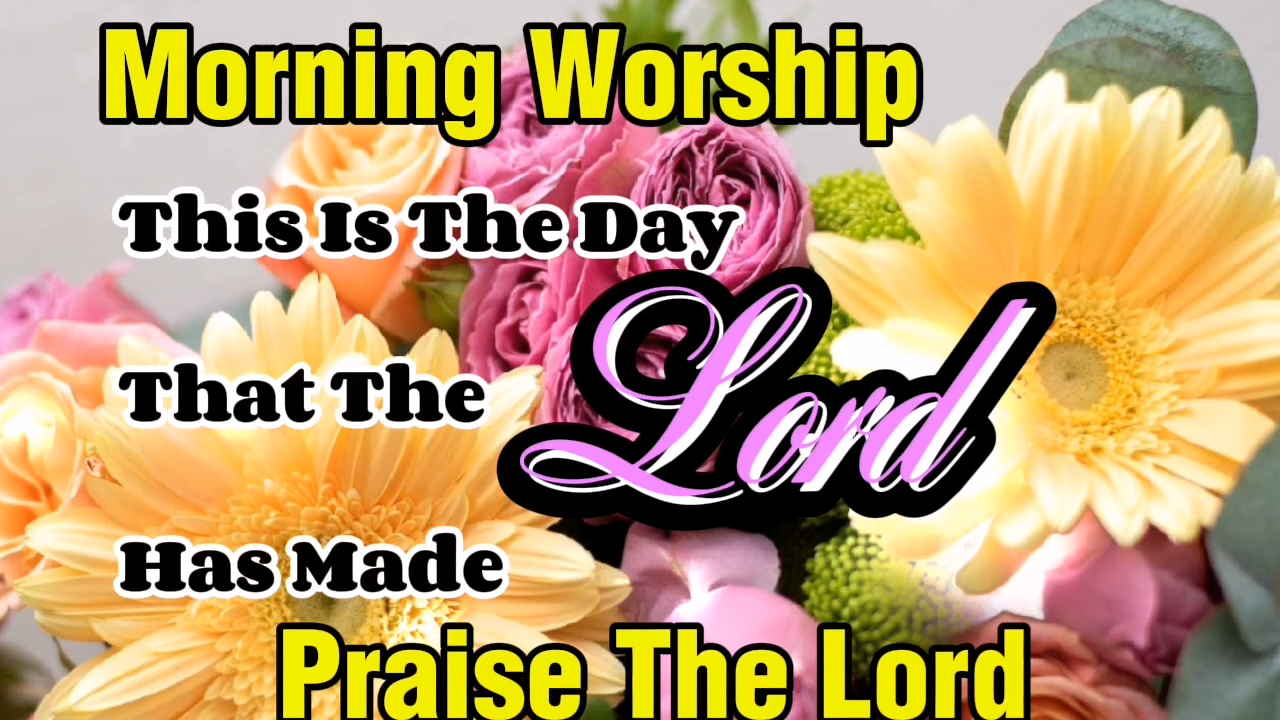 Morning Worship
This Is The Day
That The Lord
Has Made
Praise The Lord